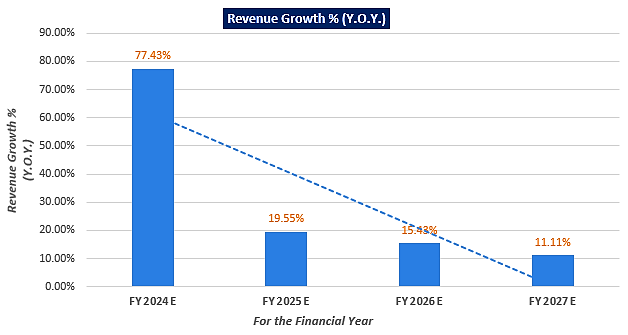 Revenue Growth % (Y.O.Y.)
90.00%
80.00%
70.00%
60.00%
50.00%
40.00%
30.00%
20.00%
10.00%
0.00%
Revenue Growth %
(Y.O.Y.)
77.43%
19.55%
15.43%
11.11%
FY 2024 E
FY 2025 E
FY 2026 E
FY 2027 E
For the Financial Year